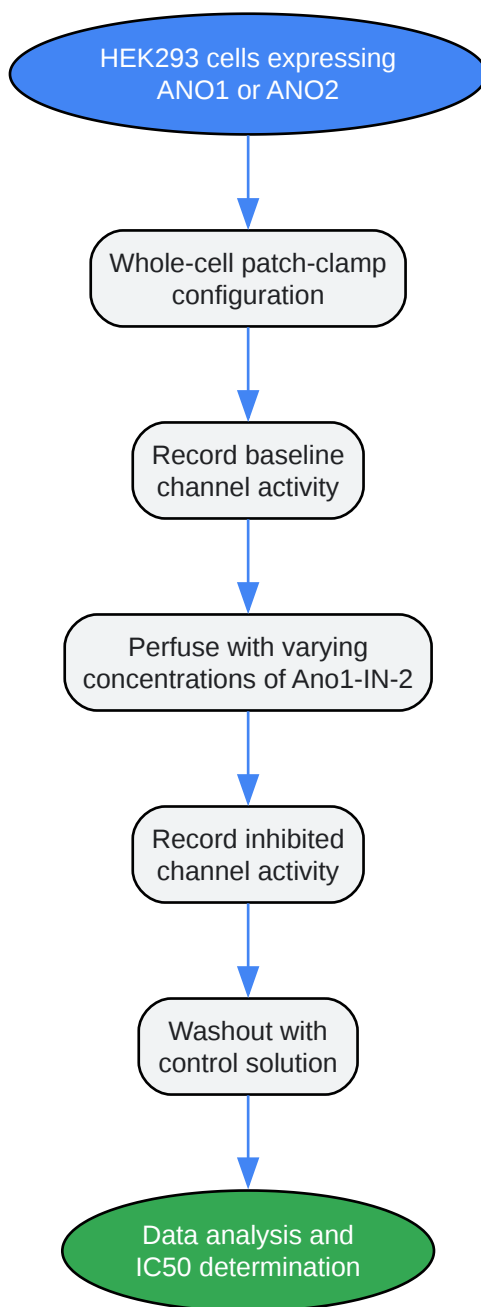 HEK293 cells expressing
ANO1 or ANO2
Whole-cell patch-clamp
configuration
Record baseline
channel activity
Perfuse with varying
concentrations of Ano1-IN-2
Record inhibited
channel activity
Washout with
control solution
Data analysis and
IC50 determination